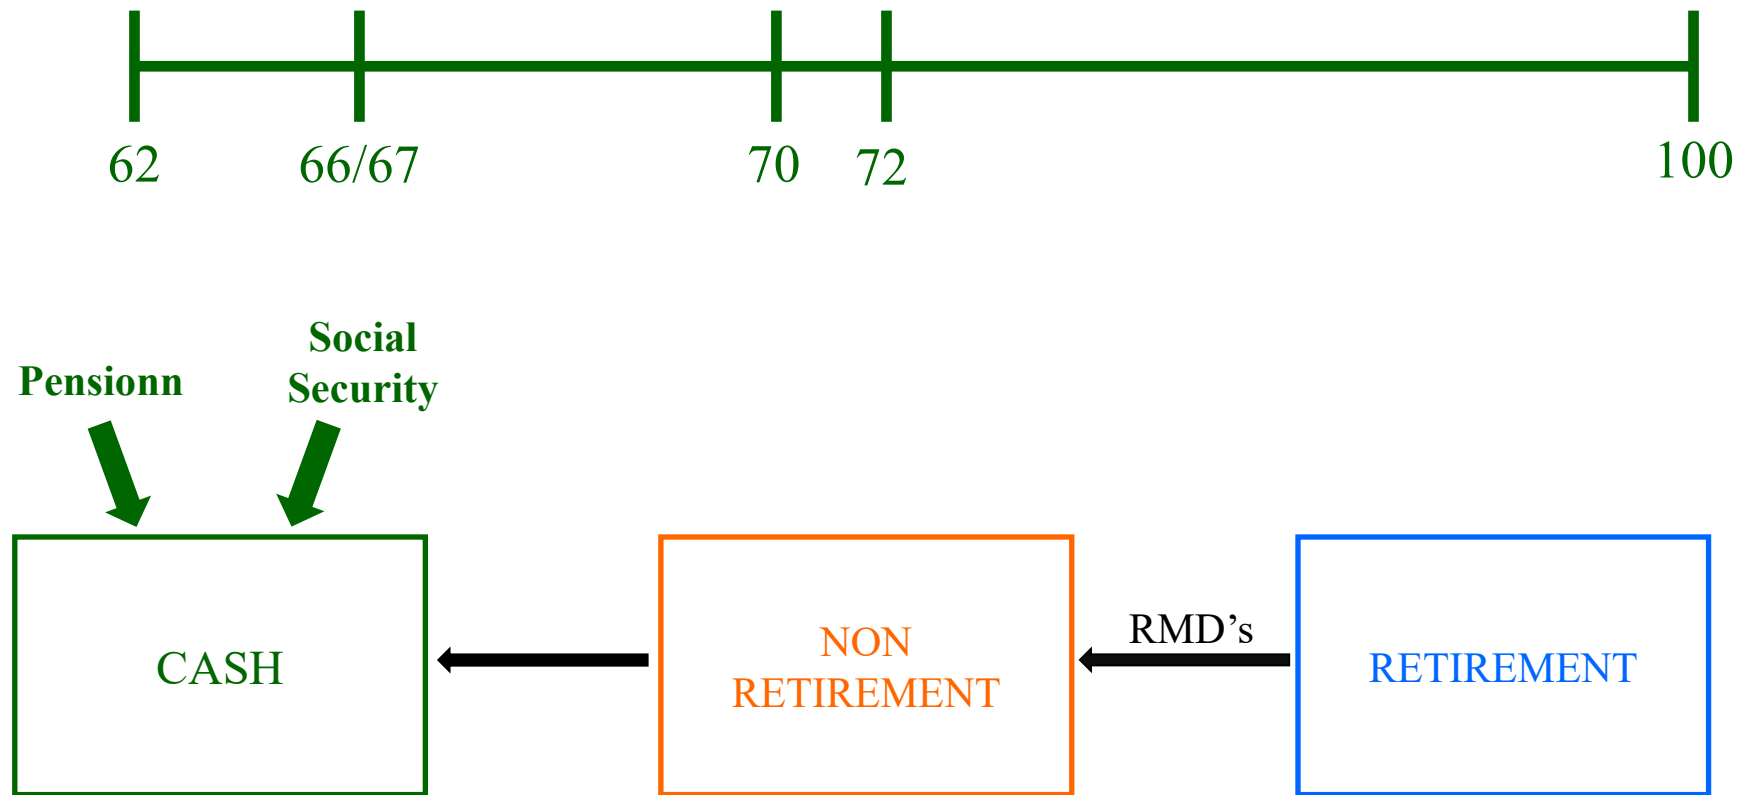 62
66/67
70
72
100
Pensionn
Social
Security
CASH
NON
RETIREMENT
RMD’s
RETIREMENT